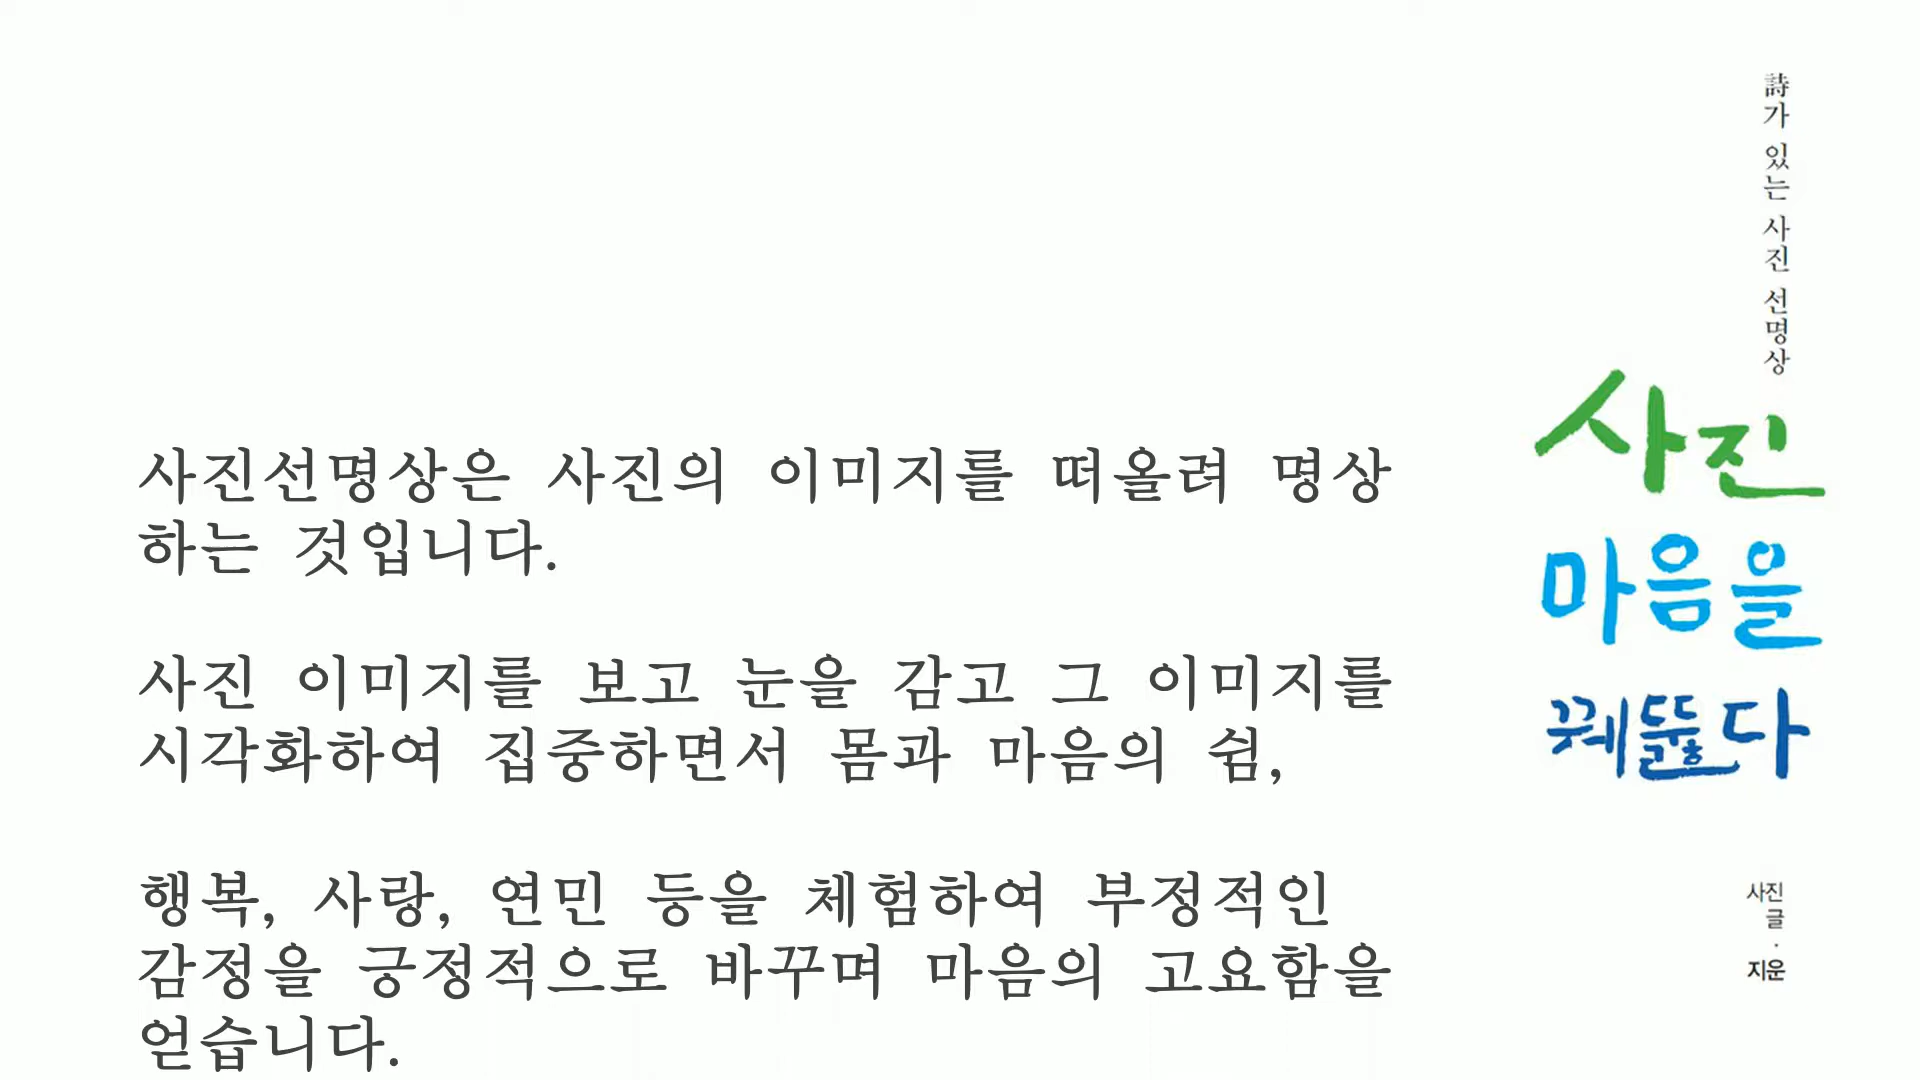 사진선명상은 사진의 이미지를 떠올려 명상
하는 것입니다.
사진 이미지를 보고 눈을 감고 그 이미지를
시각화하여 집중하면서 몸과 마음의 쉼,
행복, 사랑, 연민 등을 체험하여 부정적인
감정을 긍정적으로 바꾸며 마음의 고요함을
얻습니다.
詩가 있는 사진 선명상
사진
마음을
꿰뚫다
사진
글
·
지운